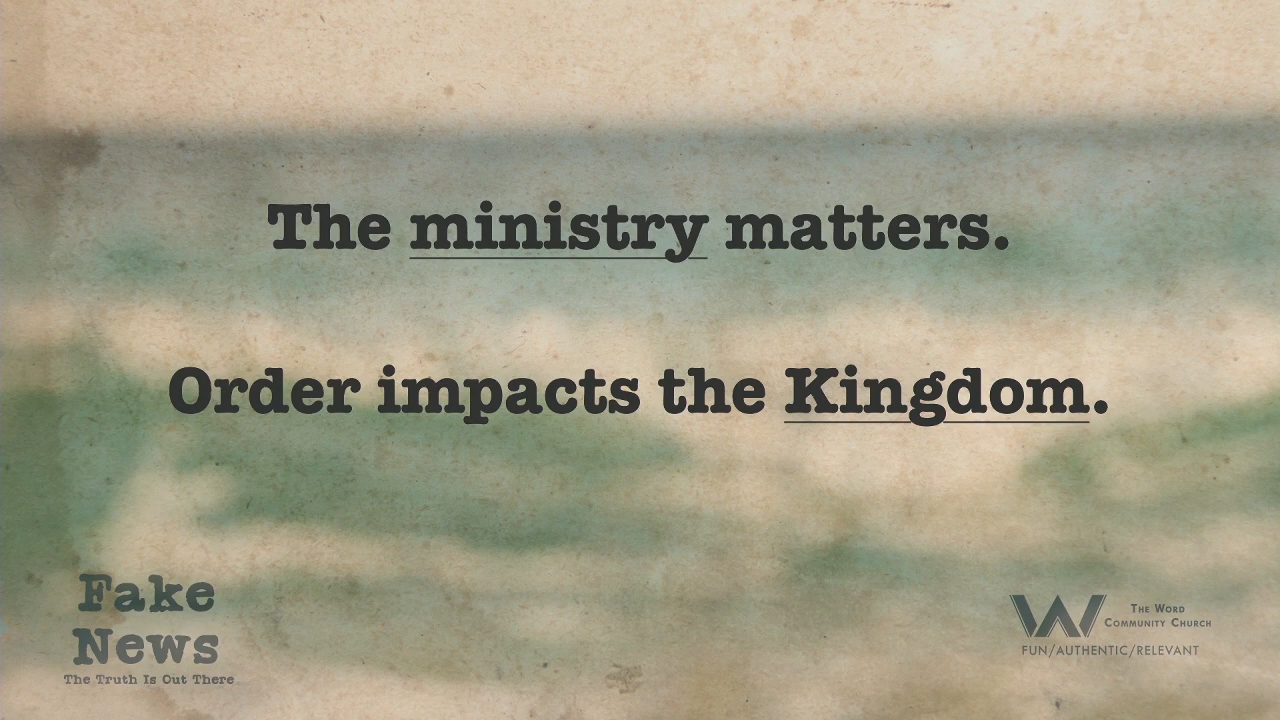 The ministry matters.
Order impacts the Kingdom.
Fake
News
The Truth Is Out There
The Word
Community Church
FUN/AUTHENTIC/RELEVANT